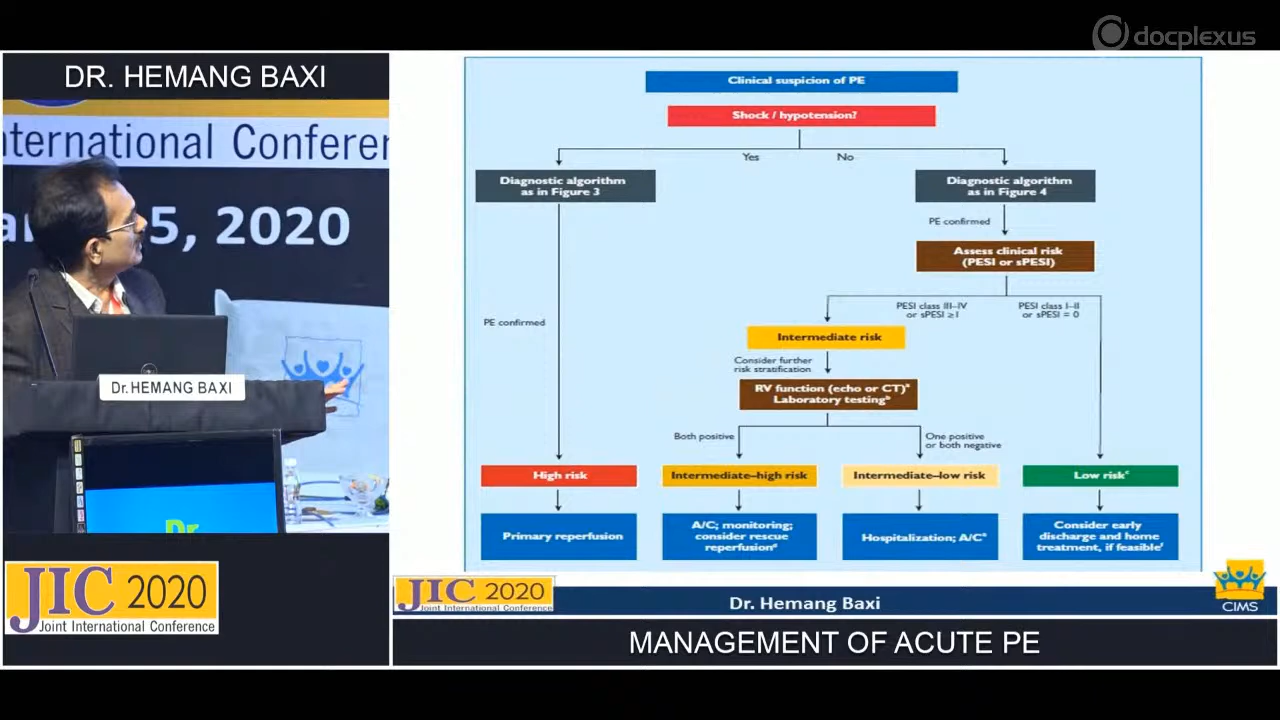 docplexus
DR. HEMANG BAXI
nternational Conferen
5, 2020
Dr.HEMANG BAXI
Dr
JIC 2020
Joint International Conference
Clinical suspicion of PE
Shock / hypotension?
Yes
No
Diagnostic algorithm
as in Figure 3
Diagnostic algorithm
as in Figure 4
PE confirmed
Assess clinical risk
(PESI or sPESI)
PESI class III–IV
or sPESI ≥1
PESI class I–II
or sPESI = 0
PE confirmed
Intermediate risk
Consider further
risk stratification
RV function (echo or CT)a
Laboratory testingb
Both positive
One positive
or both negative
High risk
Intermediate–high risk
Intermediate–low risk
Low riskc
Primary reperfusion
A/C; monitoring;
consider rescue
reperfusiond
Hospitalization; A/Ce
Consider early
discharge and home
treatment, if feasiblef
JIC 2020
Joint International Conference
Dr. Hemang Baxi
CIMS
MANAGEMENT OF ACUTE PE